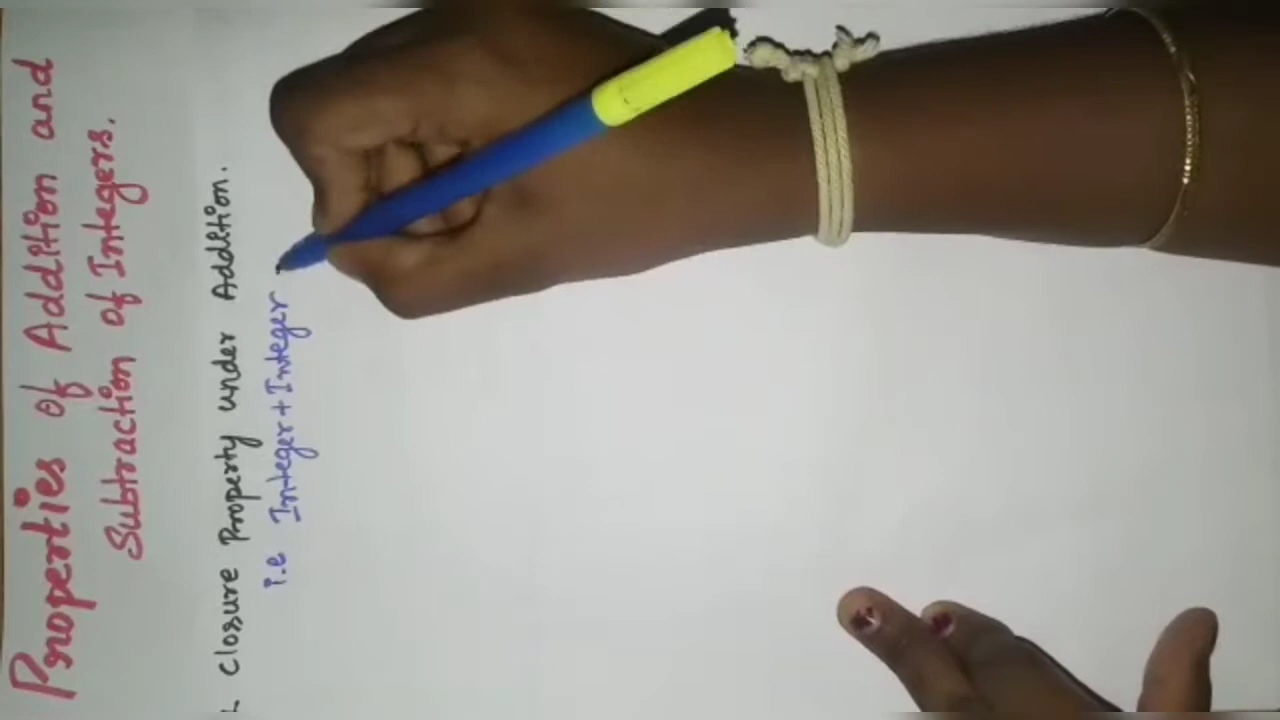 Properties of Addition and
Subtraction of Integers.
Closure Property under Addition.
i.e Integer + Integer